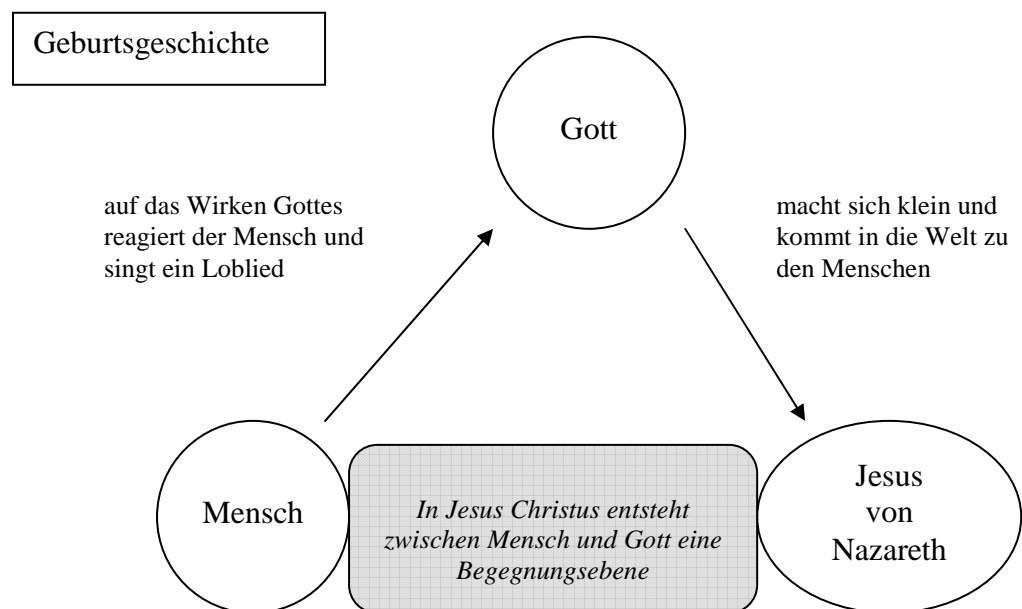 Geburtsgeschichte
Gott
auf das Wirken Gottes
reagiert der Mensch und
singt ein Loblied
macht sich klein und
kommt in die Welt zu
den Menschen
Mensch
In Jesus Christus entsteht
zwischen Mensch und Gott eine
Begegnungsebene
Jesus
von
Nazareth